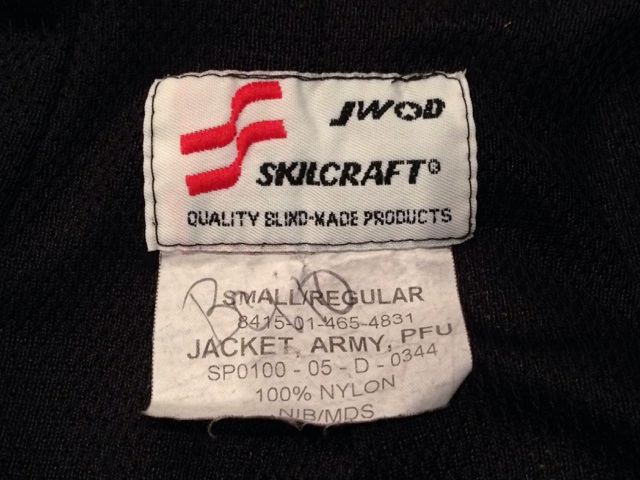 JWOD
SKILCRAFT®
QUALITY BLIND-MADE PRODUCTS
SMALL/REGULAR
8415-01-465-4831
JACKET, ARMY, PFU
SP0100 - 05 - D - 0344
100% NYLON
NIB/MDS